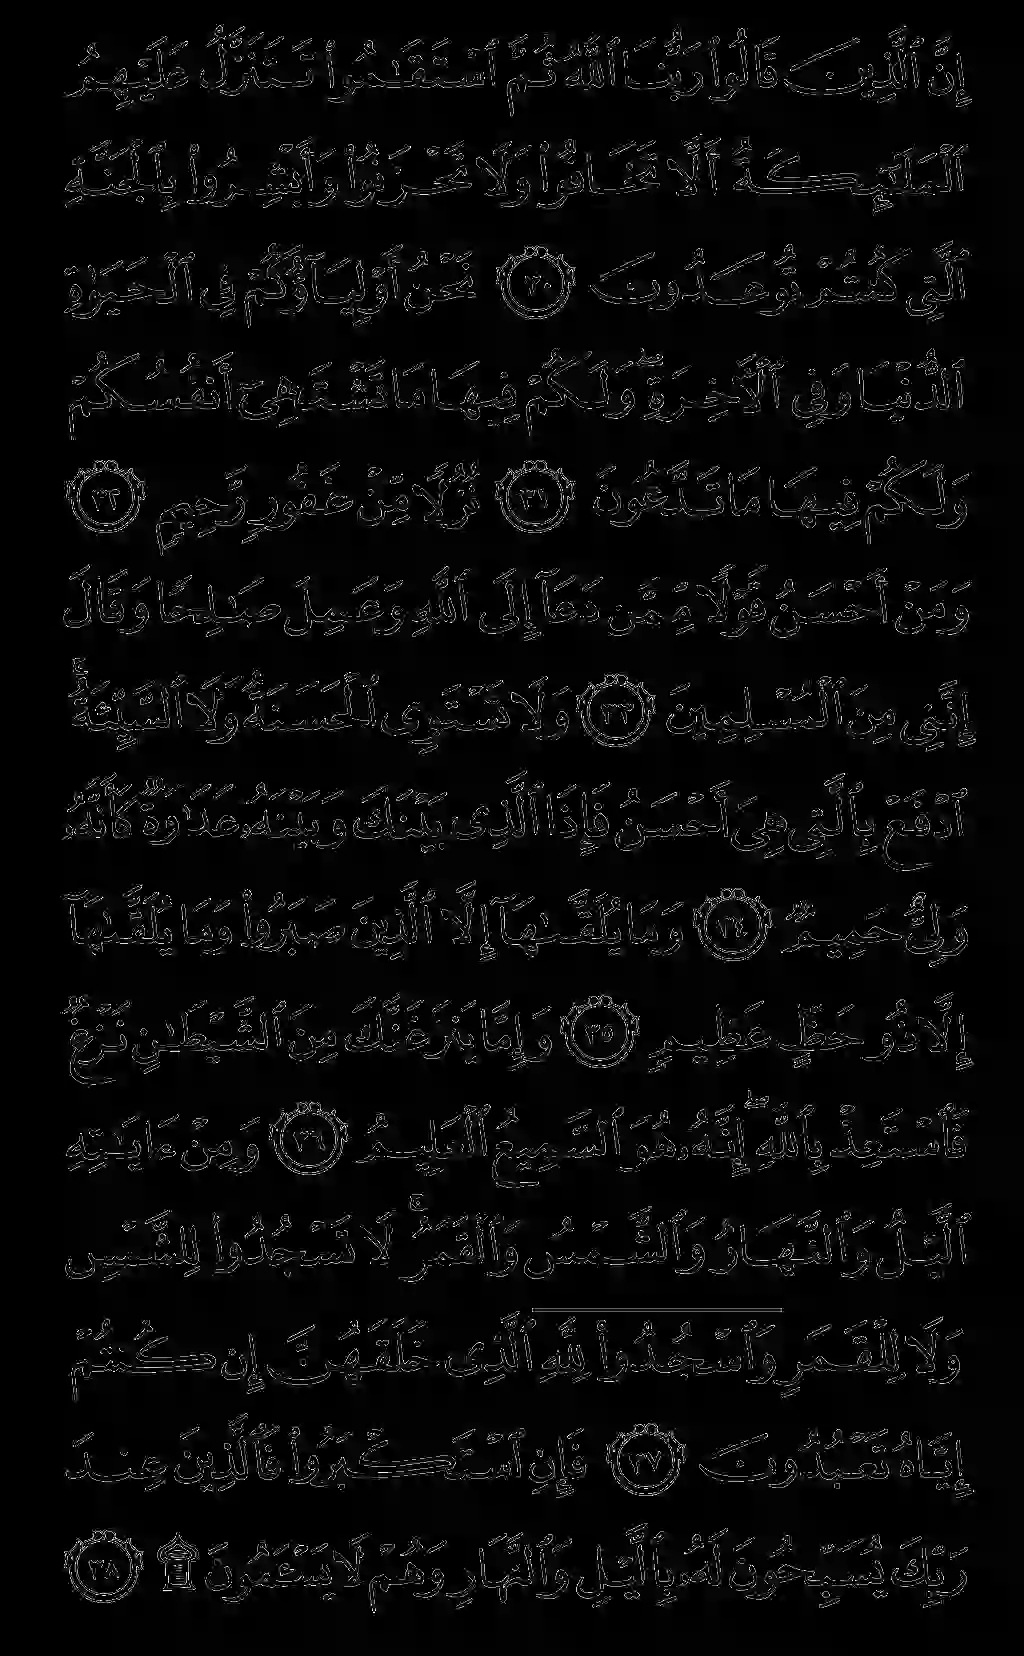 إِنَّ ٱلَّذِينَ قَالُوا۟ رَبُّنَا ٱللَّهُ ثُمَّ ٱسْتَقَـٰمُوا۟ تَتَنَزَّلُ عَلَيْهِمُ
ٱلْمَلَـٰٓئِكَةُ أَلَّا تَخَافُوا۟ وَلَا تَحْزَنُوا۟ وَأَبْشِرُوا۟ بِٱلْجَنَّةِ
ٱلَّتِى كُنتُمْ تُوعَدُونَ ٣٠ نَحْنُ أَوْلِيَآؤُكُمْ فِى ٱلْحَيَوٰةِ
ٱلدُّنْيَا وَفِى ٱلْـَٔاخِرَةِ ۖ وَلَكُمْ فِيهَا مَا تَشْتَهِىٓ أَنفُسُكُمْ
وَلَكُمْ فِيهَا مَا تَدَّعُونَ ٣١ نُزُلًا مِّنْ غَفُورٍ رَّحِيمٍ ٣٢
وَمَنْ أَحْسَنُ قَوْلًا مِّمَّن دَعَآ إِلَى ٱللَّهِ وَعَمِلَ صَـٰلِحًا وَقَالَ
إِنَّنِى مِنَ ٱلْمُسْلِمِينَ ٣٣ وَلَا تَسْتَوِى ٱلْحَسَنَةُ وَلَا ٱلسَّيِّئَةُ ۚ
ٱدْفَعْ بِٱلَّتِى هِىَ أَحْسَنُ فَإِذَا ٱلَّذِى بَيْنَكَ وَبَيْنَهُۥ عَدَٰوَةٌ كَأَنَّهُۥ
وَلِىٌّ حَمِيمٌ ٣٤ وَمَا يُلَقَّىٰهَآ إِلَّا ٱلَّذِينَ صَبَرُوا۟ وَمَا يُلَقَّىٰهَآ
إِلَّا ذُو حَظٍّ عَظِيمٍ ٣٥ وَإِمَّا يَنزَغَنَّكَ مِنَ ٱلشَّيْطَـٰنِ نَزْغٌ
فَٱسْتَعِذْ بِٱللَّهِ ۖ إِنَّهُۥ هُوَ ٱلسَّمِيعُ ٱلْعَلِيمُ ٣٦ وَمِنْ ءَايَـٰتِهِ
ٱلَّيْلُ وَٱلنَّهَارُ وَٱلشَّمْسُ وَٱلْقَمَرُ ۚ لَا تَسْجُدُوا۟ لِلشَّمْسِ
وَلَا لِلْقَمَرِ وَٱسْجُدُوا۟ لِلَّهِ ٱلَّذِى خَلَقَهُنَّ إِن كُنتُمْ
إِيَّاهُ تَعْبُدُونَ ٣٧ فَإِنِ ٱسْتَكْبَرُوا۟ فَٱلَّذِينَ عِندَ
رَبِّكَ يُسَبِّحُونَ لَهُۥ بِٱلَّيْلِ وَٱلنَّهَارِ وَهُمْ لَا يَسْـَٔمُونَ ۩ ٣٨